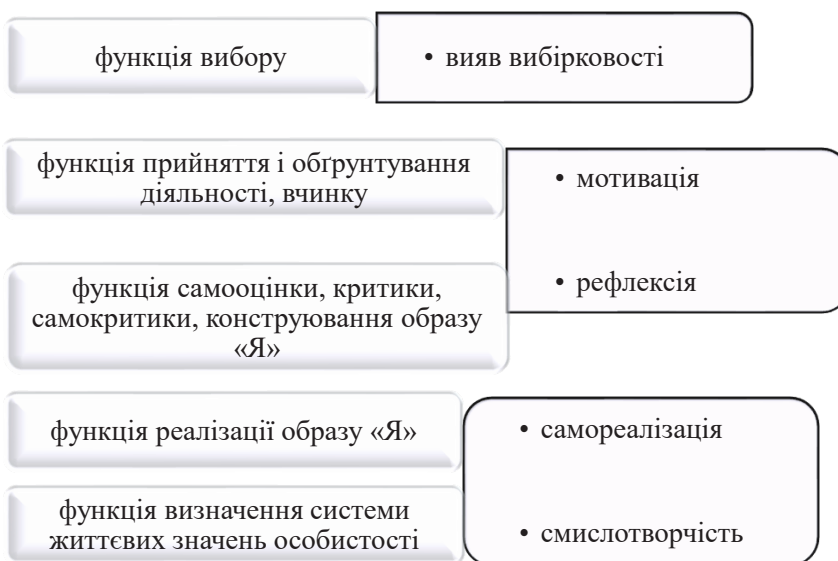 функція вибору
• вияв вибірковості
функція прийняття і обґрунтування
діяльності, вчинку
• мотивація
функція самооцінки, критики,
самокритики, конструювання образу
«Я»
• рефлексія
функція реалізації образу «Я»
• самореалізація
функція визначення системи
життєвих значень особистості
• смислотворчість